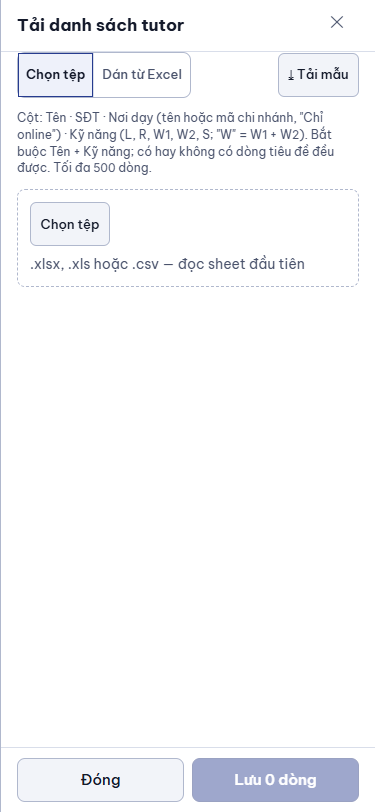 Tải danh sách tutor
Chọn tệp
Dán từ Excel
Tải mẫu
Cột: Tên · SĐT · Nơi dạy (tên hoặc mã chi nhánh, "Chỉ
online") · Kỹ năng (L, R, W1, W2, S; "W" = W1 + W2). Bắt
buộc Tên + Kỹ năng; có hay không có dòng tiêu đề đều
được. Tối đa 500 dòng.
Chọn tệp
.xlsx, .xls hoặc .csv — đọc sheet đầu tiên
Đóng
Lưu 0 dòng